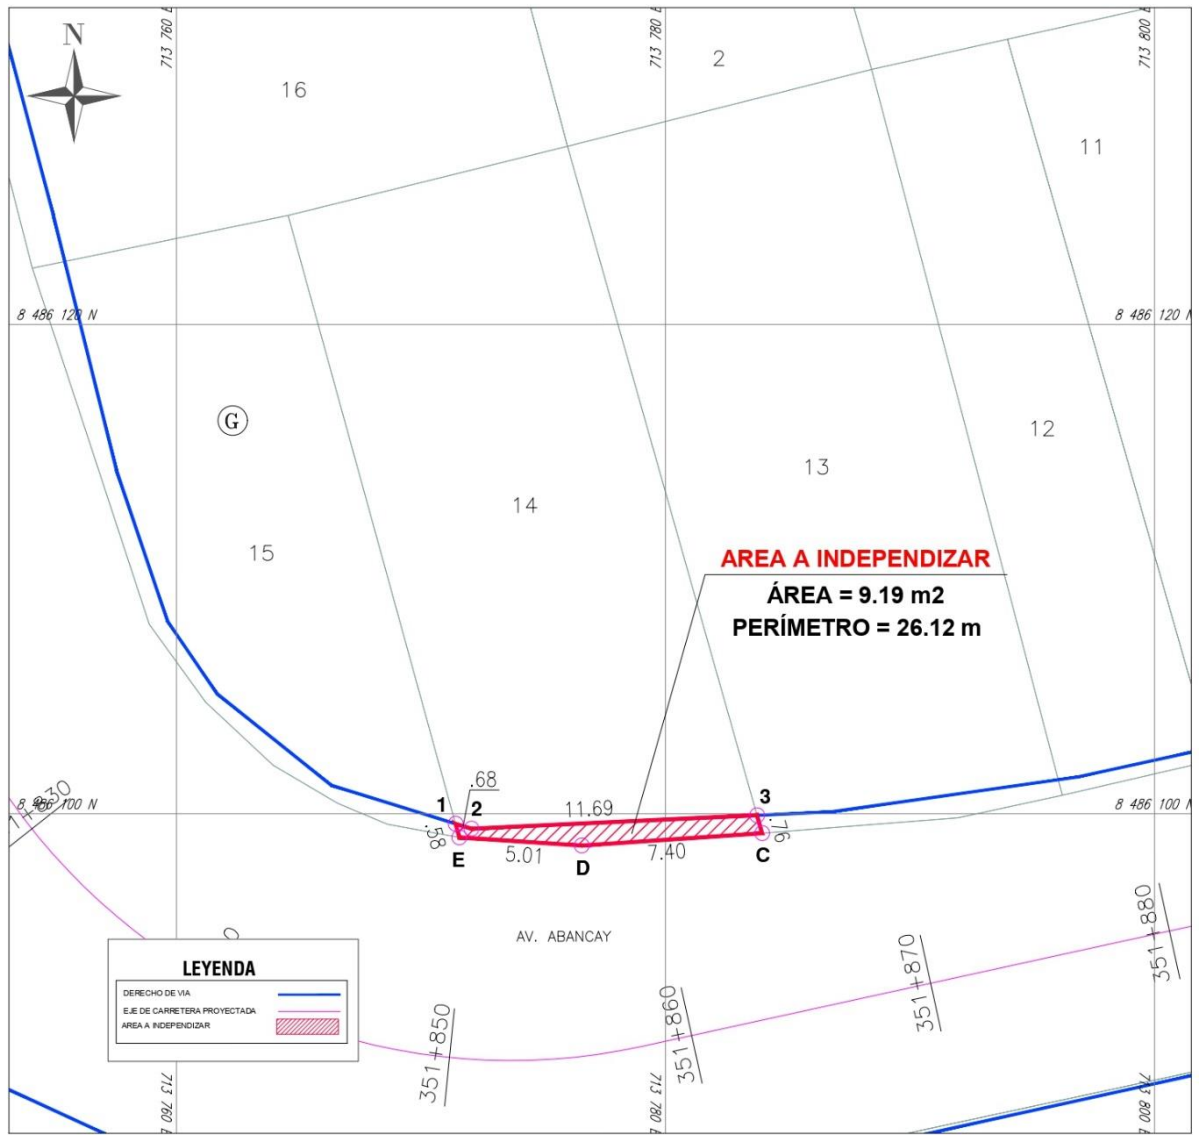 N
713 760 E
713 780 E
713 800 E
16
2
11
8 486 120 N
8 486 120 N
G
12
13
14
15
AREA A INDEPENDIZAR
ÁREA = 9.19 m2
PERÍMETRO = 26.12 m
.68
1
2
11.69
3
8 486 100 N
8 486 100 N
.58
.76
E
5.01
D
7.40
C
AV. ABANCAY
351+850
351+860
351+870
351+880
LEYENDA
DERECHO DE VIA
EJE DE CARRETERA PROYECTADA
AREA A INDEPENDIZAR
713 760 E
713 780 E
713 800 E